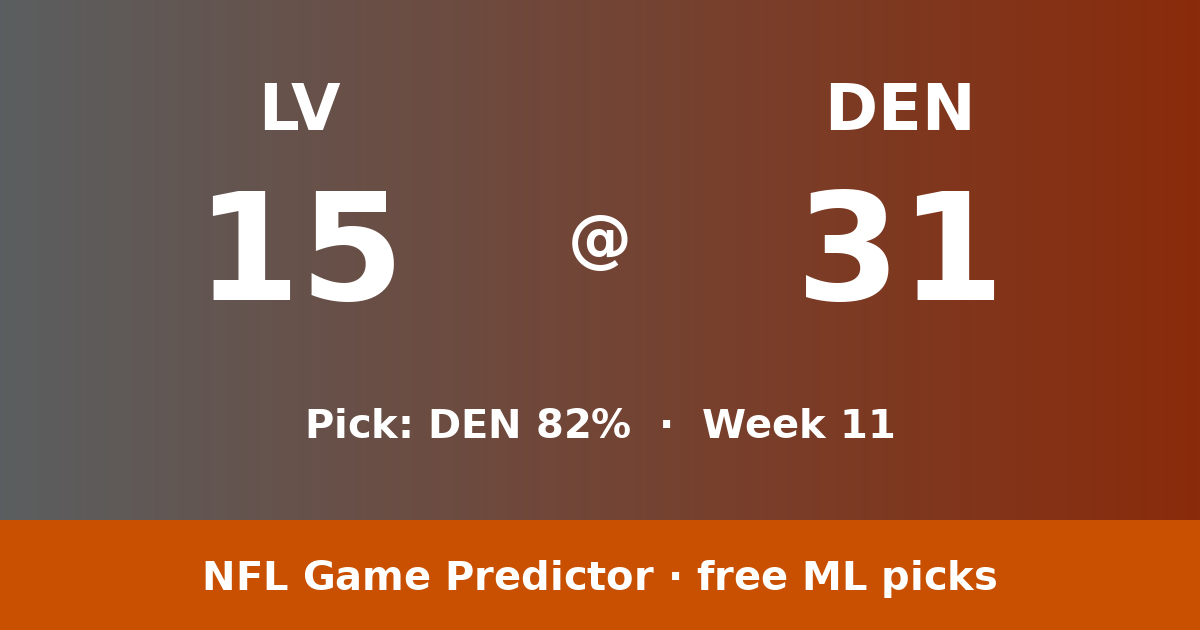 LV
DEN
15 @ 31
Pick: DEN 82% · Week 11
NFL Game Predictor · free ML picks